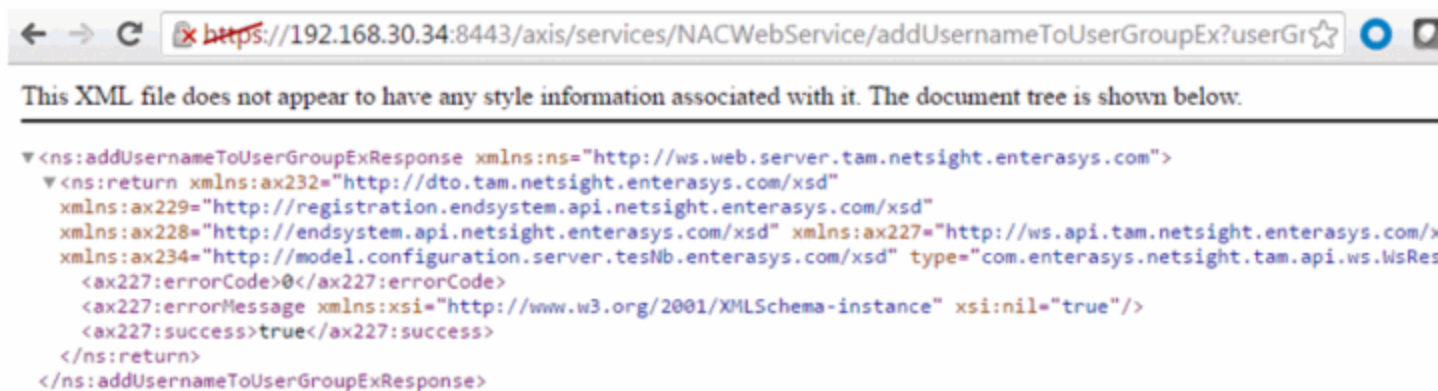 https://192.168.30.34:8443/axis/services/NACWebService/addUsernameToUserGroupEx?userGr
This XML file does not appear to have any style information associated with it. The document tree is shown below.
▼<ns:addUsernameToUserGroupExResponse xmlns:ns="http://ws.web.server.tam.netsight.enterasys.com">
▼<ns:return xmlns:ax232="http://dto.tam.netsight.enterasys.com/xsd"
xmlns:ax229="http://registration.endsystem.api.netsight.enterasys.com/xsd"
xmlns:ax228="http://endsystem.api.netsight.enterasys.com/xsd" xmlns:ax227="http://ws.api.tam.netsight.enterasys.com/x
xmlns:ax234="http://model.configuration.server.tesNb.enterasys.com/xsd" type="com.enterasys.netsight.tam.api.ws.WsRes
<ax227:errorCode>0</ax227:errorCode>
<ax227:errorMessage xmlns:xsi="http://www.w3.org/2001/XMLSchema-instance" xsi:nil="true"/>
<ax227:success>true</ax227:success>
</ns:return>
</ns:addUsernameToUserGroupExResponse>